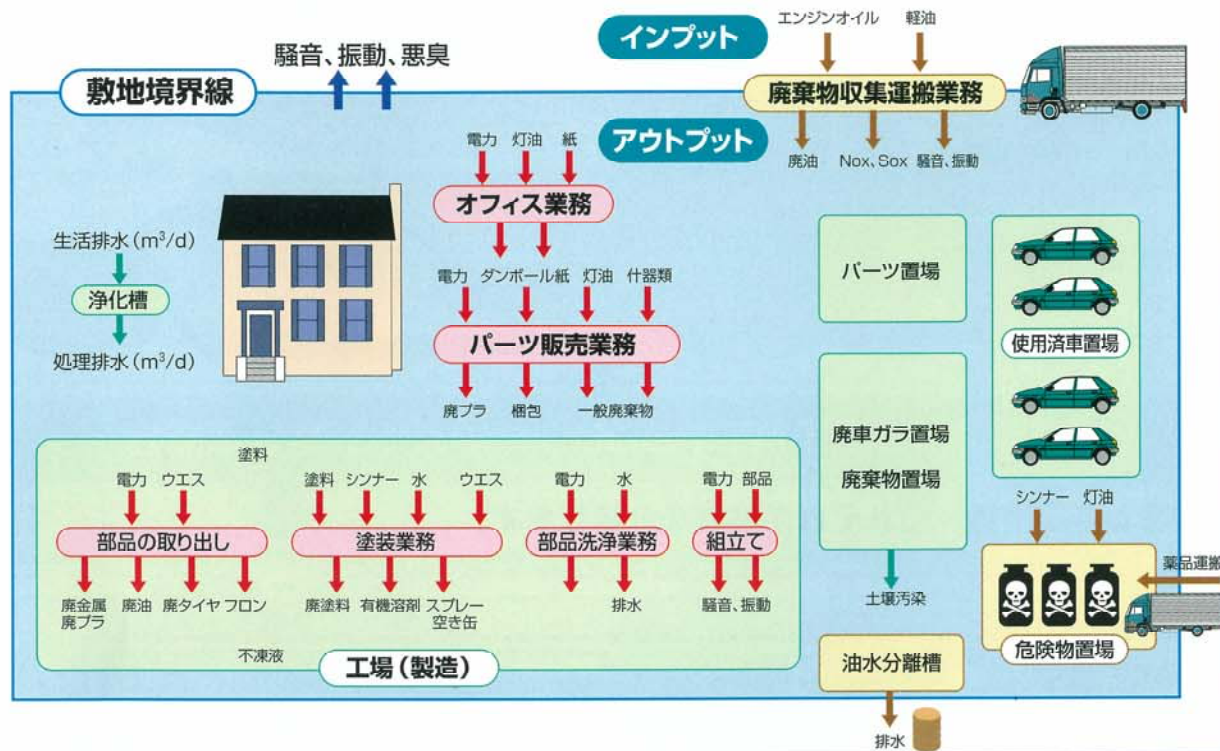 エンジンオイル 軽油
インプット
騒音、振動、悪臭
敷地境界線
廃棄物収集運搬業務
アウトプット
廃油 Nox、Sox 騒音、振動
電力 灯油 紙
オフィス業務
生活排水(m³/d)
浄化槽
処理排水(m³/d)
電力 ダンボール紙 灯油 什器類
パーツ販売業務
廃プラ 梱包 一般廃棄物
パーツ置場
使用済車置場
廃車ガラ置場
廃棄物置場
土壌汚染
塗料
電力 ウエス
部品の取り出し
廃金属 廃油 廃タイヤ フロン
廃プラ
不凍液
塗料 シンナー 水 ウエス
塗装業務
廃塗料 有機溶剤 スプレー
空き缶
電力 水
部品洗浄業務
排水
電力 部品
組立て
騒音、振動
工場(製造)
シンナー 灯油
薬品運搬
危険物置場
油水分離槽
排水